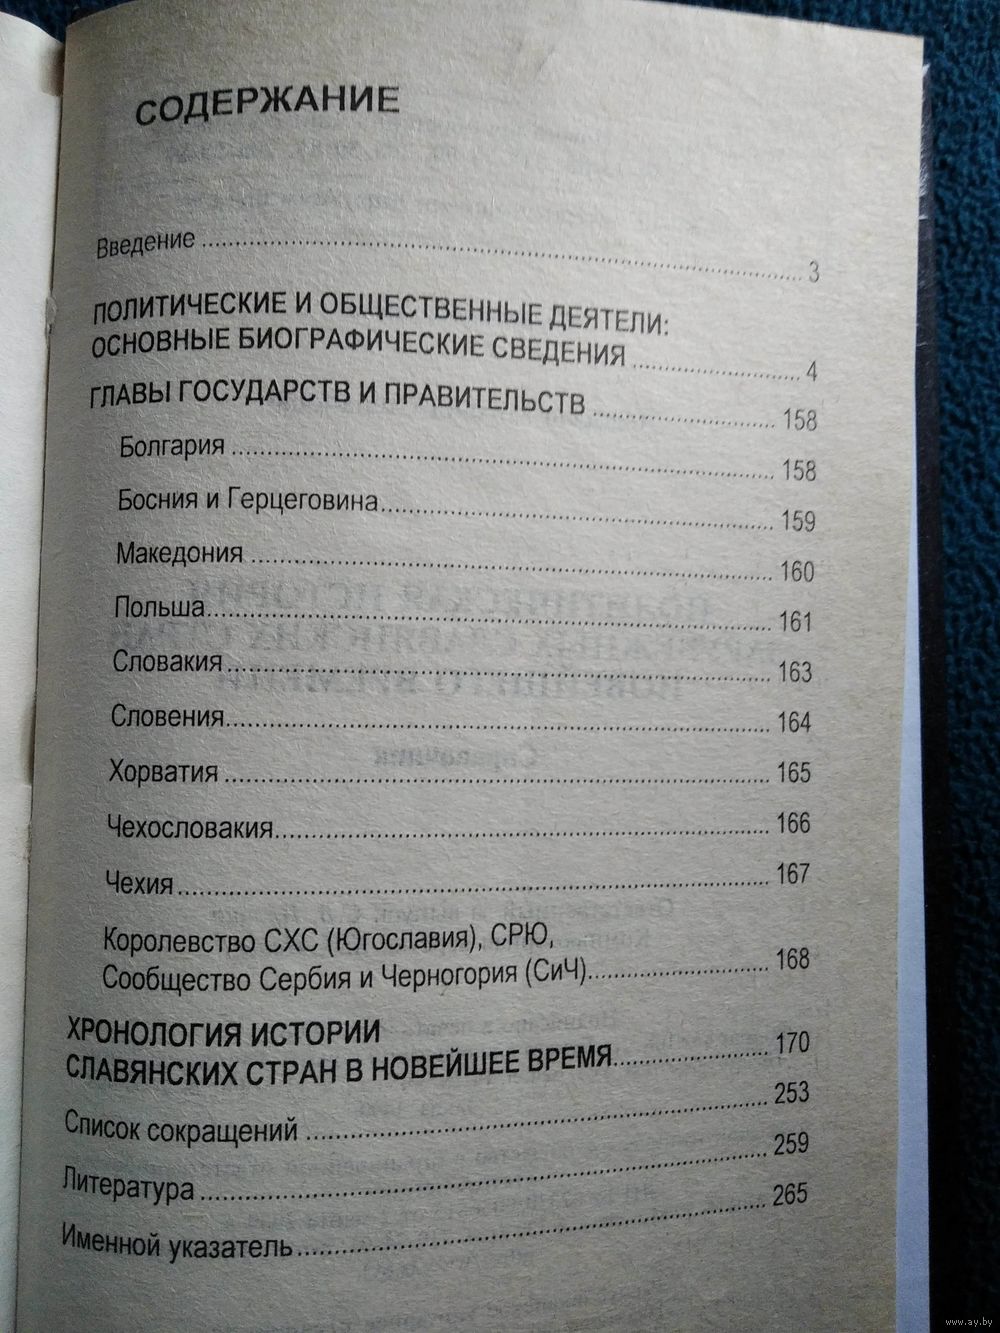 СОДЕРЖАНИЕ
Введение ........ 3
ПОЛИТИЧЕСКИЕ И ОБЩЕСТВЕННЫЕ ДЕЯТЕЛИ:
ОСНОВНЫЕ БИОГРАФИЧЕСКИЕ СВЕДЕНИЯ ........ 4
ГЛАВЫ ГОСУДАРСТВ И ПРАВИТЕЛЬСТВ ........ 158
Болгария ........ 158
Босния и Герцеговина ........ 159
Македония ........ 160
Польша ........ 161
Словакия ........ 163
Словения ........ 164
Хорватия ........ 165
Чехословакия ........ 166
Чехия ........ 167
Королевство СХС (Югославия), СРЮ,
Сообщество Сербия и Черногория (СиЧ) ........ 168
ХРОНОЛОГИЯ ИСТОРИИ
СЛАВЯНСКИХ СТРАН В НОВЕЙШЕЕ ВРЕМЯ ........ 170
Список сокращений ........ 253
Литература ........ 259
Именной указатель ........ 265
www.ay.by